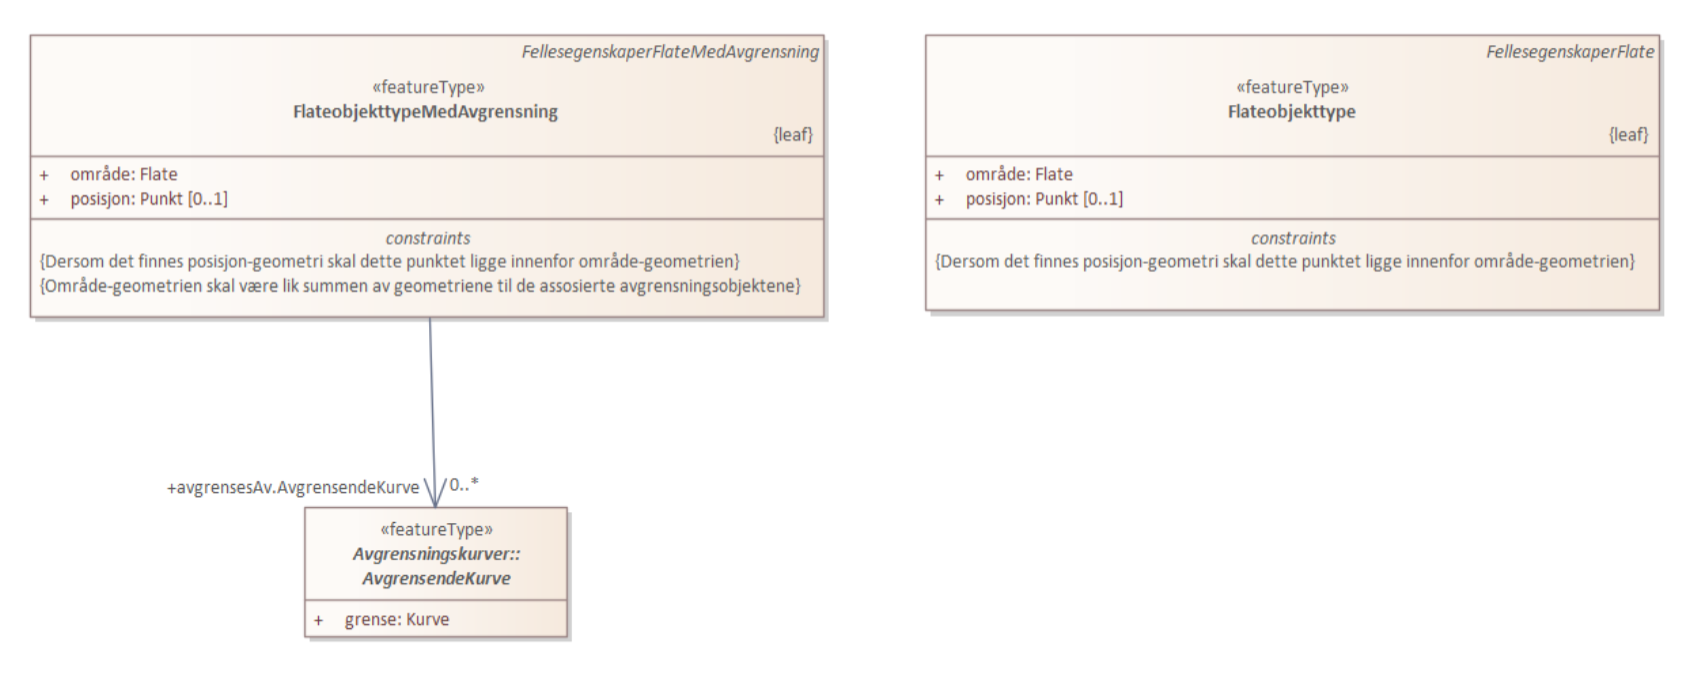 FellesegenskaperFlateMedAvgrensning
«featureType»
FlateobjekttypeMedAvgrensning
{leaf}
+ område: Flate
+ posisjon: Punkt [0..1]
constraints
{Dersom det finnes posisjon-geometri skal dette punktet ligge innenfor område-geometrien}
{Område-geometrien skal være lik summen av geometriene til de assosierte avgrensningsobjektene}
FellesegenskaperFlate
«featureType»
Flateobjekttype
{leaf}
+ område: Flate
+ posisjon: Punkt [0..1]
constraints
{Dersom det finnes posisjon-geometri skal dette punktet ligge innenfor område-geometrien}
+avgrensesAv.AvgrensendeKurve 0..*
«featureType»
Avgrensningskurver::
AvgrensendeKurve
+ grense: Kurve